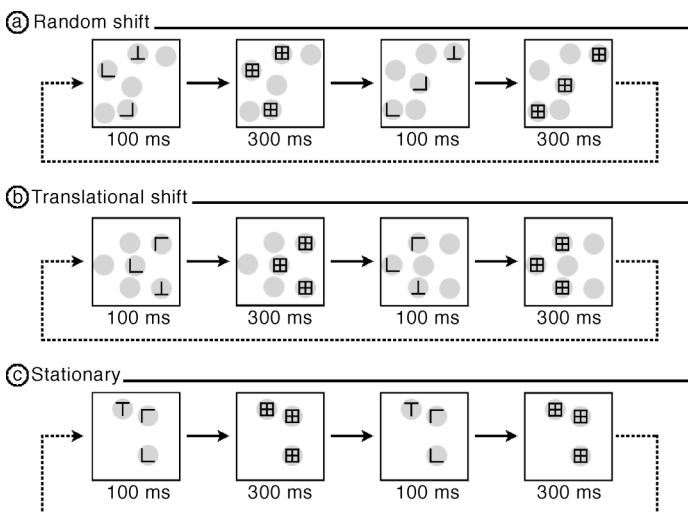 a Random shift
100 ms 300 ms 100 ms 300 ms
b Translational shift
100 ms 300 ms 100 ms 300 ms
c Stationary
100 ms 300 ms 100 ms 300 ms